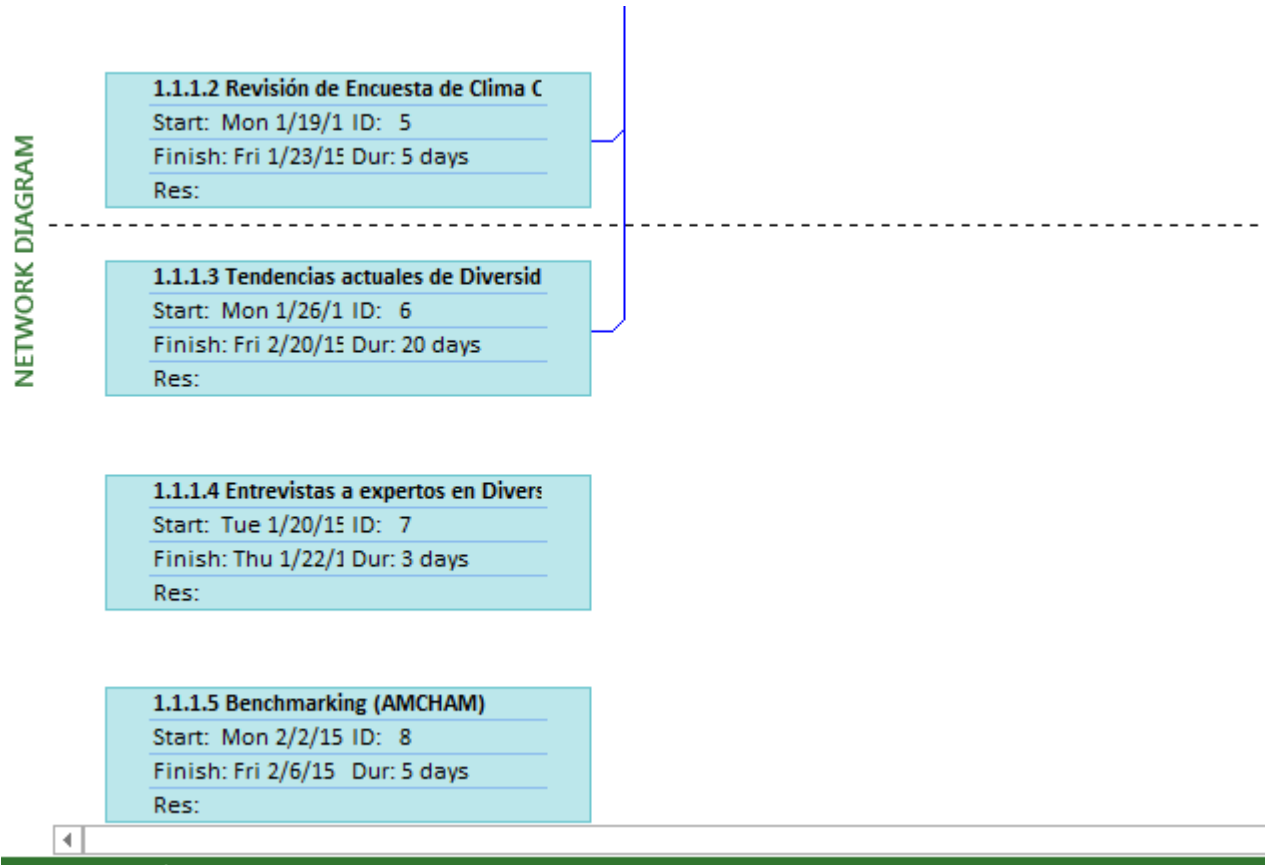 NETWORK DIAGRAM
1.1.1.2 Revisión de Encuesta de Clima C
Start: Mon 1/19/1 ID: 5
Finish: Fri 1/23/15 Dur: 5 days
Res:
1.1.1.3 Tendencias actuales de Diversid
Start: Mon 1/26/1 ID: 6
Finish: Fri 2/20/15 Dur: 20 days
Res:
1.1.1.4 Entrevistas a expertos en Divers
Start: Tue 1/20/15 ID: 7
Finish: Thu 1/22/1 Dur: 3 days
Res:
1.1.1.5 Benchmarking (AMCHAM)
Start: Mon 2/2/15 ID: 8
Finish: Fri 2/6/15 Dur: 5 days
Res: